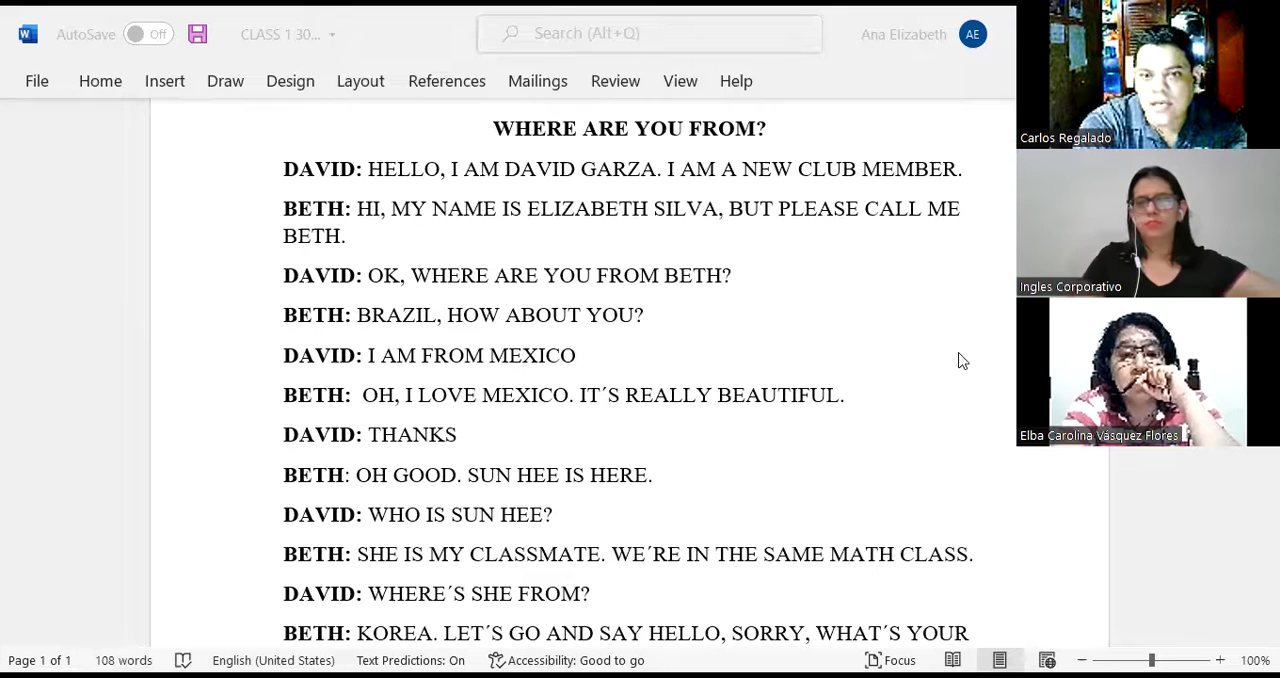 AutoSave Off CLASS 1 30... Search (Alt+Q) Ana Elizabeth AE
File Home Insert Draw Design Layout References Mailings Review View Help
WHERE ARE YOU FROM?
DAVID: HELLO, I AM DAVID GARZA. I AM A NEW CLUB MEMBER.
BETH: HI, MY NAME IS ELIZABETH SILVA, BUT PLEASE CALL ME
BETH.
DAVID: OK, WHERE ARE YOU FROM BETH?
BETH: BRAZIL, HOW ABOUT YOU?
DAVID: I AM FROM MEXICO
BETH: OH, I LOVE MEXICO. IT´S REALLY BEAUTIFUL.
DAVID: THANKS
BETH: OH GOOD. SUN HEE IS HERE.
DAVID: WHO IS SUN HEE?
BETH: SHE IS MY CLASSMATE. WE´RE IN THE SAME MATH CLASS.
DAVID: WHERE´S SHE FROM?
BETH: KOREA. LET´S GO AND SAY HELLO, SORRY, WHAT´S YOUR
Page 1 of 1 108 words English (United States) Text Predictions: On Accessibility: Good to go Focus 100%
Carlos Regalado
Ingles Corporativo
Elba Carolina Vásquez Flores